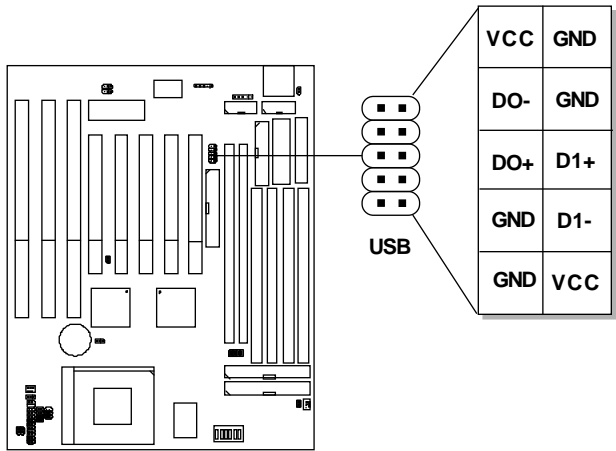 VCC GND
DO- GND
DO+ D1+
GND D1-
GND VCC
USB